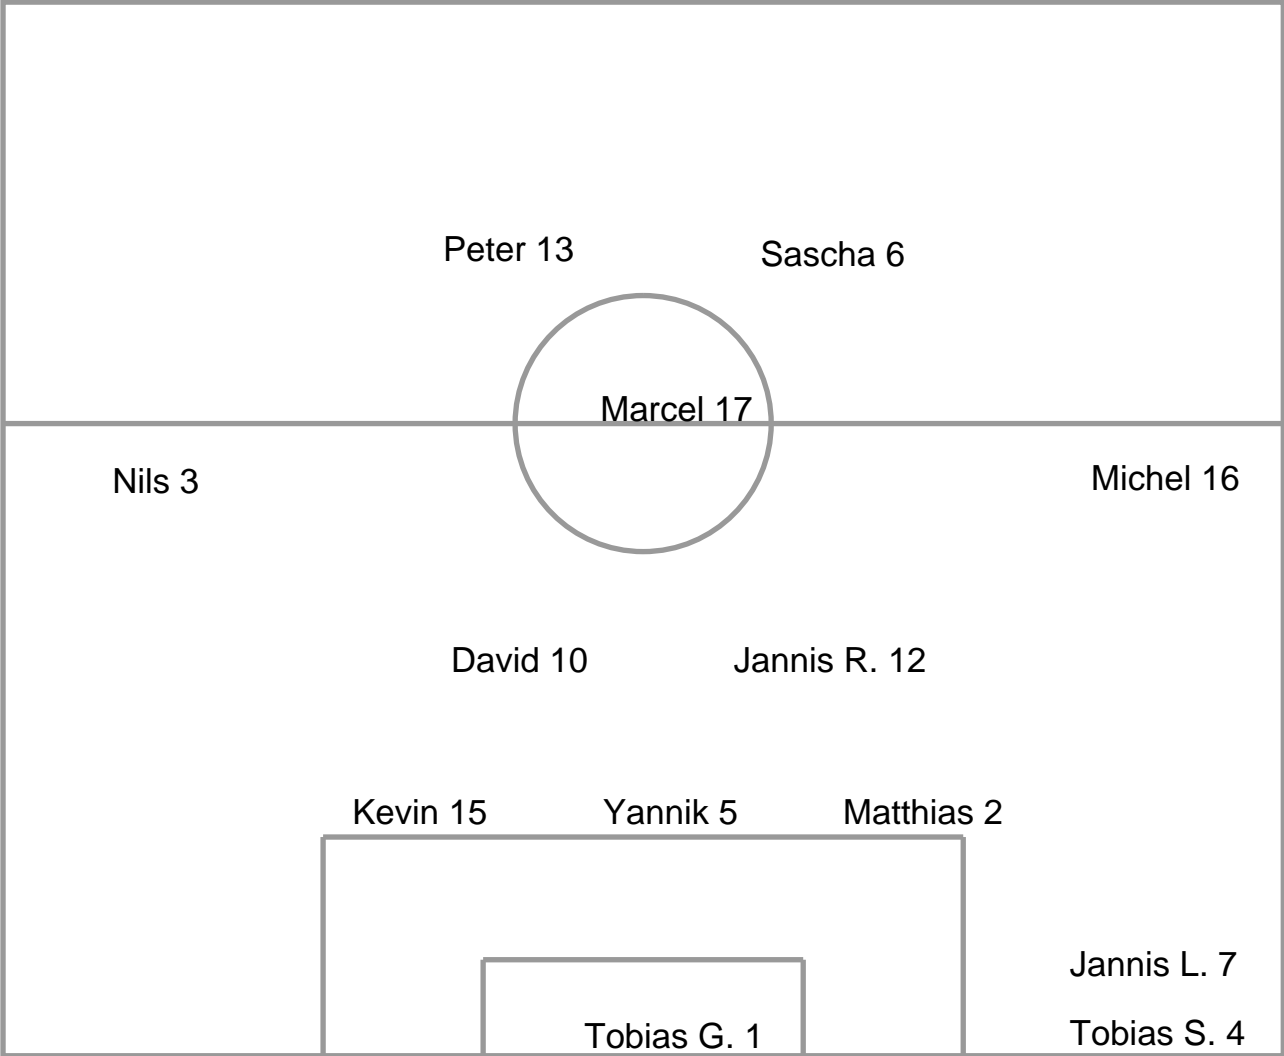 Peter 13
Sascha 6
Marcel 17
Nils 3
Michel 16
David 10
Jannis R. 12
Kevin 15
Yannik 5
Matthias 2
Jannis L. 7
Tobias S. 4
Tobias G. 1